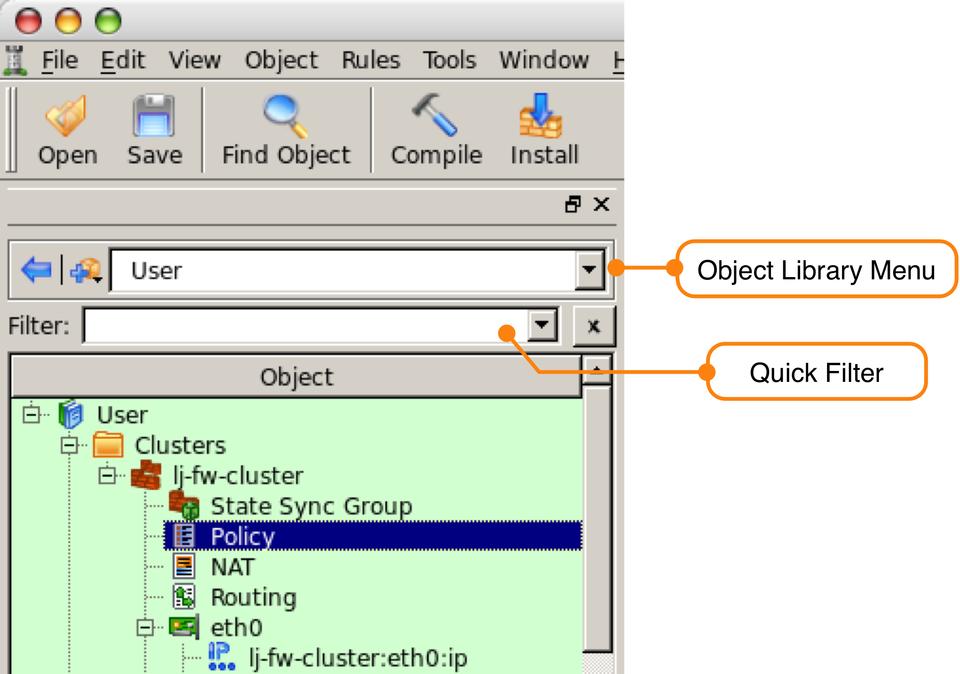 File Edit View Object Rules Tools Window
Open Save Find Object Compile Install
User
Object Library Menu
Filter:
x
Quick Filter
Object
User
Clusters
lj-fw-cluster
State Sync Group
Policy
NAT
Routing
eth0
IP
lj-fw-cluster:eth0:ip